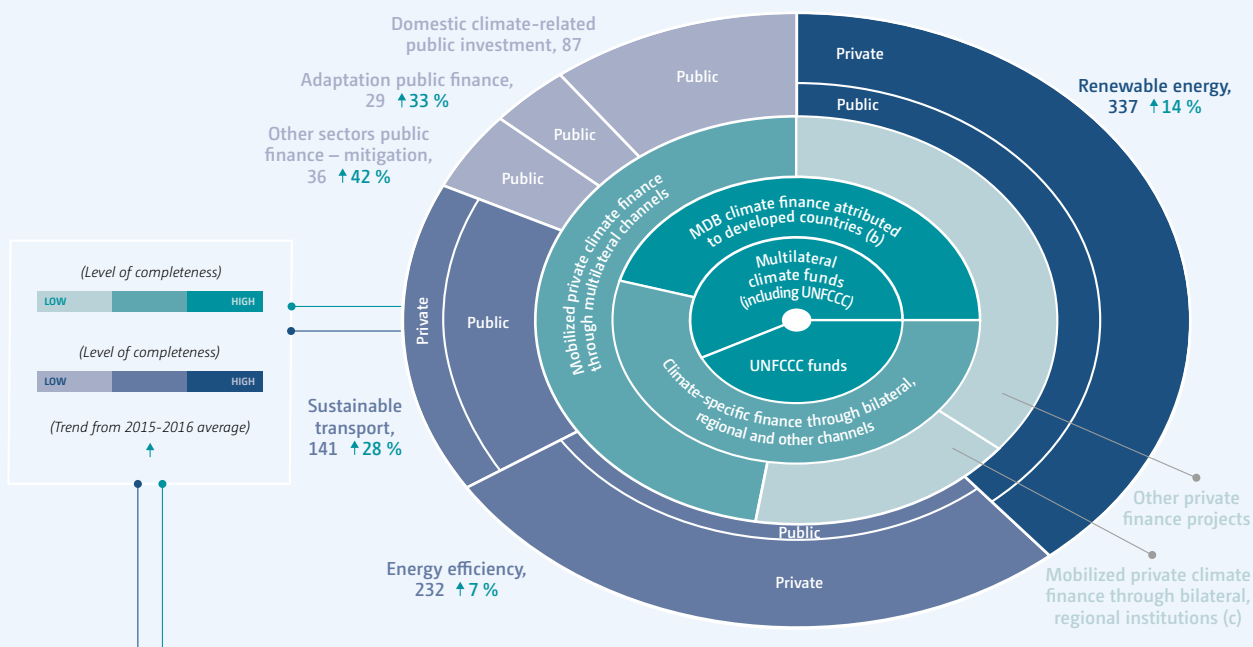 Domestic climate-related
public investment, 87
Adaptation public finance,
29 ↑33 %
Other sectors public
finance – mitigation,
36 ↑42 %
Public
Public
Public
Private
Public
Renewable energy,
337 ↑14 %
Mobilized private climate finance
through multilateral channels
MDB climate finance attributed
to developed countries (b)
Multilateral
climate funds
(including UNFCCC)
UNFCCC funds
Climate-specific finance through bilateral,
regional and other channels
(Level of completeness)
LOW HIGH
(Level of completeness)
LOW HIGH
(Trend from 2015-2016 average)
↑
Private
Public
Sustainable
transport,
141 ↑28 %
Energy efficiency,
232 ↑7 %
Public
Private
Other private
finance projects
Mobilized private climate
finance through bilateral,
regional institutions (c)